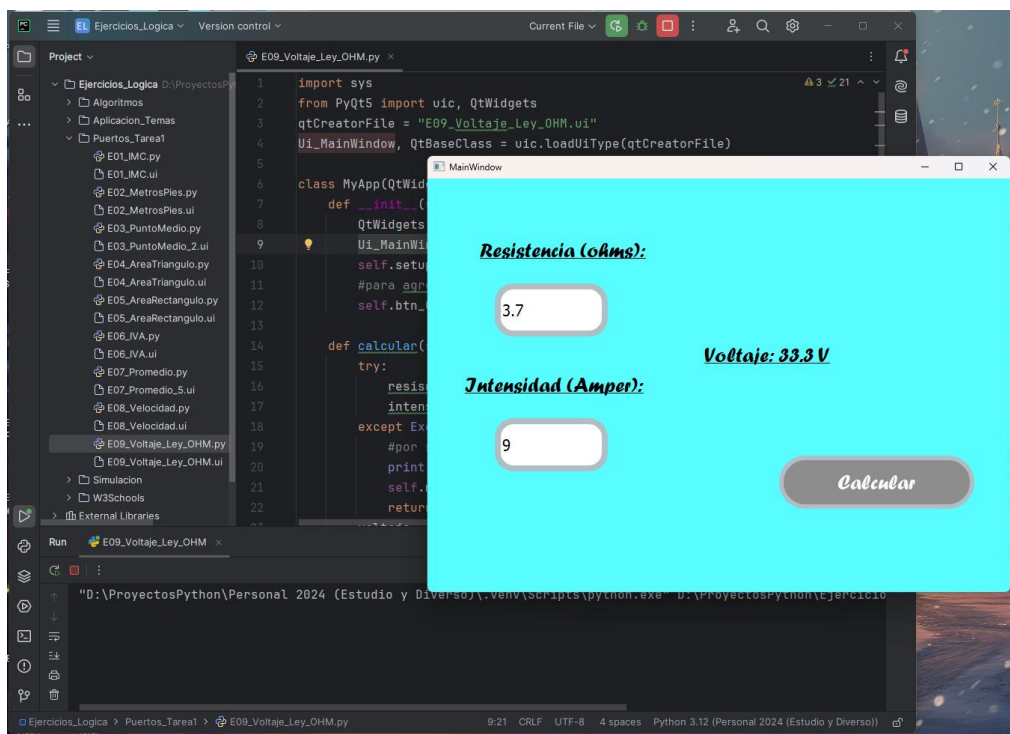 PC
EL Ejercicios_Logica Version control Current File
Project
E09_Voltaje_Ley_OHM.py
Ejercicios_Logica D:\ProyectosPy
Algoritmos
Aplicacion_Temas
Puertos_Tarea1
E01_IMC.py
E01_IMC.ui
E02_MetrosPies.py
E02_MetrosPies.ui
E03_PuntoMedio.py
E03_PuntoMedio_2.ui
E04_AreaTriangulo.py
E04_AreaTriangulo.ui
E05_AreaRectangulo.py
E05_AreaRectangulo.ui
E06_IVA.py
E06_IVA.ui
E07_Promedio.py
E07_Promedio_5.ui
E08_Velocidad.py
E08_Velocidad.ui
E09_Voltaje_Ley_OHM.py
E09_Voltaje_Ley_OHM.ui
Simulacion
W3Schools
External Libraries
3 21
1 import sys
2 from PyQt5 import uic, QtWidgets
3 qtCreatorFile = "E09_Voltaje_Ley_OHM.ui"
4 Ui_MainWindow, QtBaseClass = uic.loadUiType(qtCreatorFile)
5
6 class MyApp(QtWid
7 def __init__(
8 QtWidgets
9 Ui_MainWi
10 self.setu
11 #para agr
12 self.btn_
13
14 def calcular(
15 try:
16 resis
17 inten
18 except Ex
19 #por
20 print
21 self.
22 retur
MainWindow
Resistencia (ohms):
3.7
Voltaje: 33.3 V
Intensidad (Amper):
9
Calcular
Run E09_Voltaje_Ley_OHM
"D:\ProyectosPython\Personal 2024 (Estudio y Diverso)\.venv\Scripts\python.exe" D:\ProyectosPython\Ejercicio
Ejercicios_Logica > Puertos_Tarea1 > E09_Voltaje_Ley_OHM.py 9:21 CRLF UTF-8 4 spaces Python 3.12 (Personal 2024 (Estudio y Diverso))